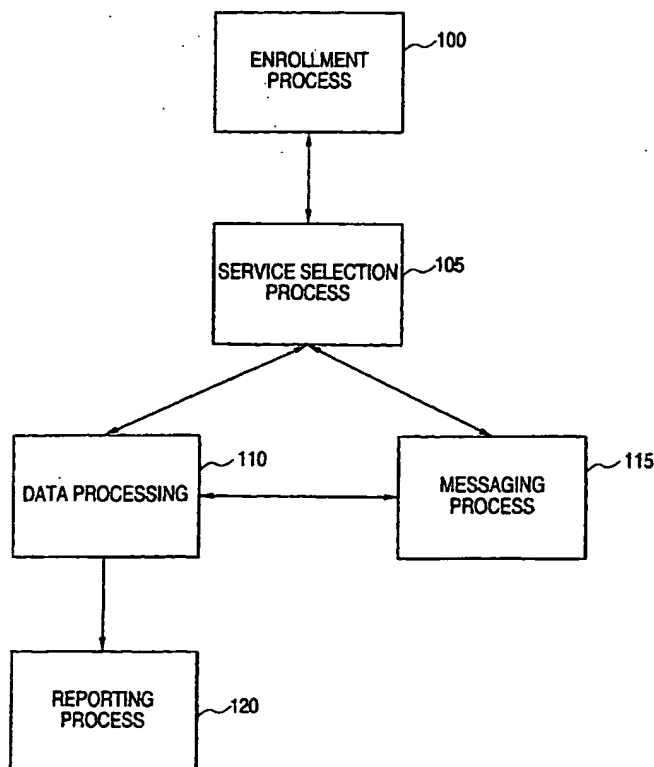 ENROLLMENT
PROCESS
100
SERVICE SELECTION
PROCESS
105
DATA PROCESSING
110
MESSAGING
PROCESS
115
REPORTING
PROCESS
120